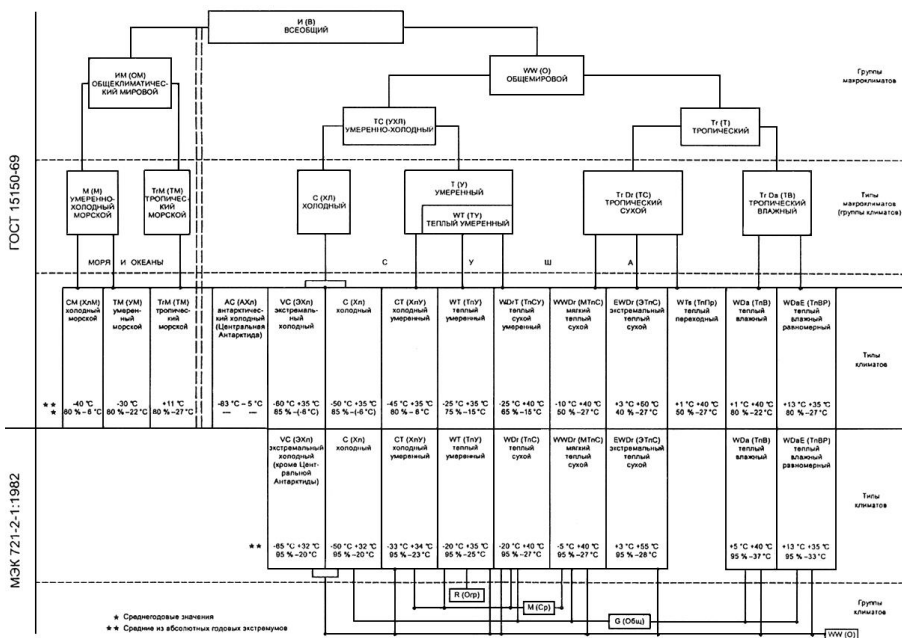 И (В)
ВСЕОБЩИЙ
ИМ (ОМ)
ОБЩЕКЛИМАТИЧЕ-
СКИЙ МИРОВОЙ
WW (О)
ОБЩЕМИРОВОЙ
Группы
макроклиматов
ТС (УХЛ)
УМЕРЕННО-ХОЛОДНЫЙ
Tr (Т)
ТРОПИЧЕСКИЙ
ГОСТ 15150-69
М (М)
УМЕРЕННО-
ХОЛОДНЫЙ
МОРСКОЙ
TrM (ТМ)
ТРОПИЧЕС-
КИЙ
МОРСКОЙ
С (ХЛ)
ХОЛОДНЫЙ
Т (У)
УМЕРЕННЫЙ
WT (ТУ)
ТЕПЛЫЙ УМЕРЕННЫЙ
Tr Dr (ТС)
ТРОПИЧЕСКИЙ
СУХОЙ
Tr Da (ТВ)
ТРОПИЧЕСКИЙ
ВЛАЖНЫЙ
Типы
макроклиматов
(группы климатов)
МОРЯ И ОКЕАНЫ
С У Ш А
СМ (ХлМ)
холодный
морской
-40 °С
80 % -6 °С
ТМ (УМ)
умерен-
ный
морской
-30 °С
80 % -22 °С
TrM (ТМ)
тропичес-
кий
морской
+11 °С
80 % -27 °С
АС (АХл)
антарктичес-
кий холодный
(Центральная
Антарктида)
-83 °С – 5 °С
— —
VC (ЭХл)
экстремаль-
ный
холодный
-60 °С +35 °С
85 % -(-6 °С)
С (Хл)
холодный
-50 °С +35 °С
85 % -(-6 °С)
СТ (ХлУ)
холодный
умеренный
-45 °С +35 °С
80 % -6 °С
WT (ТпУ)
теплый
умеренный
-25 °С +35 °С
75 % -15 °С
WDrT (ТпСУ)
теплый
сухой
умеренный
-25 °С +40 °С
65 % -15 °С
WWDr (МТпС)
мягкий
теплый
сухой
-10 °С +40 °С
50 % -27 °С
EWDr (ЭТпС)
экстремальный
теплый
сухой
+3 °С +50 °С
40 % -27 °С
WTs (ТпПр)
теплый
переходный
+1 °С +40 °С
50 % -27 °С
WDa (ТпВ)
теплый
влажный
+1 °С +40 °С
80 % -22 °С
WDaE (ТпВР)
теплый
влажный
равномерный
+13 °С +35 °С
80 % -27 °С
Типы
климатов
**
*
МЭК 721-2-1:1982
VC (ЭХл)
экстремальный
холодный
(кроме Цент-
ральной
Антарктиды)
-65 °С +32 °С
95 % -20 °С
С (Хл)
холодный
-50 °С +32 °С
95 % -20 °С
СТ (ХлУ)
холодный
умеренный
-33 °С +34 °С
95 % -23 °С
WT (ТпУ)
теплый
умеренный
-20 °С +35 °С
95 % -25 °С
WDr (ТпС)
теплый
сухой
-20 °С +40 °С
95 % -27 °С
WWDr (МТпС)
мягкий
теплый
сухой
-5 °С +40 °С
95 % -27 °С
EWDr (ЭТпС)
экстремальный
теплый
сухой
+3 °С +55 °С
95 % -28 °С
WDa (ТпВ)
теплый
влажный
+5 °С +40 °С
95 % -37 °С
WDaE (ТпВР)
теплый
влажный
равномерный
+13 °С +35 °С
95 % -33 °С
Типы
климатов
**
R (Огр)
М (Ср)
G (Общ)
WW (О)
Группы
климатов
* Среднегодовые значения
** Средние из абсолютных годовых экстремумов